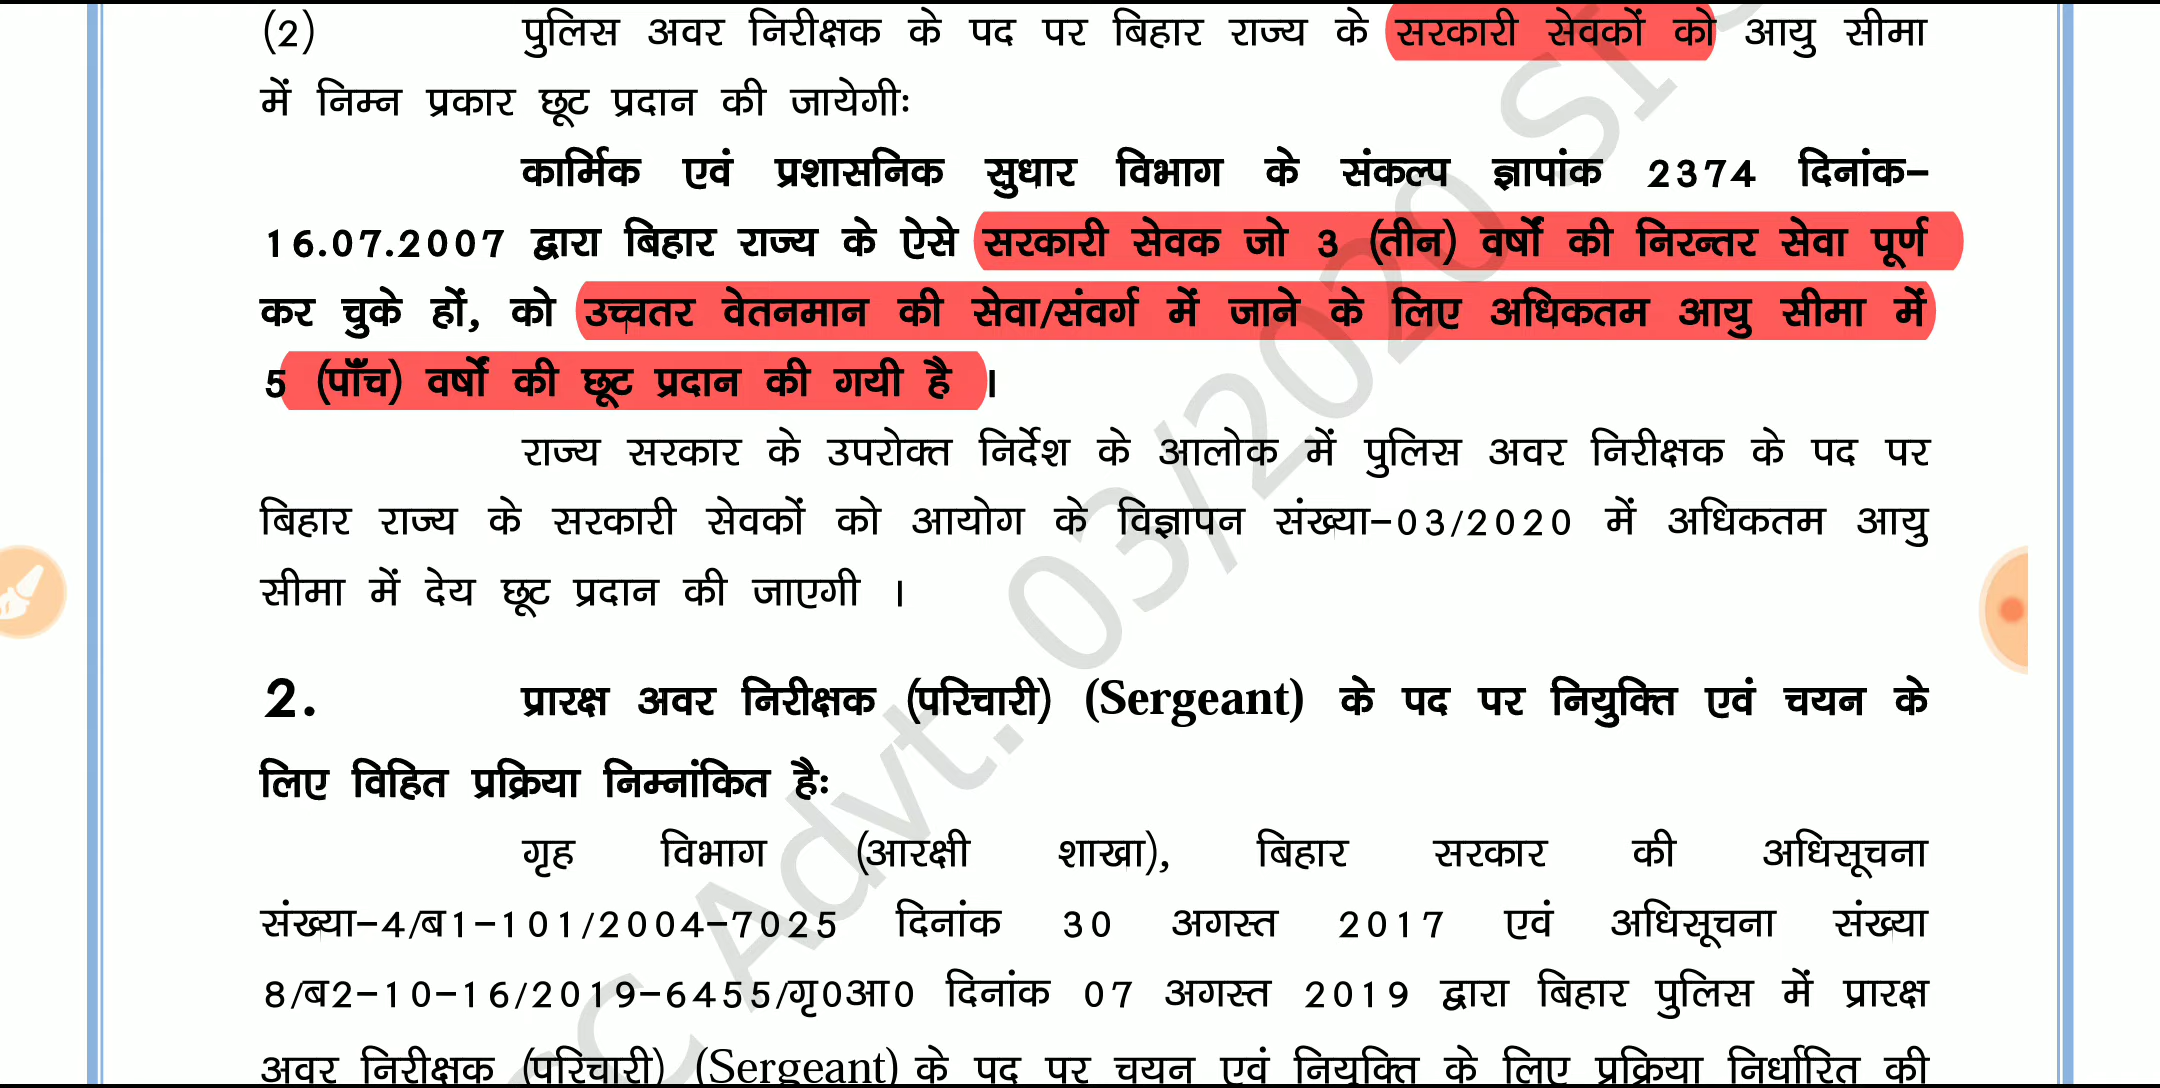 (2) पुलिस अवर निरीक्षक के पद पर बिहार राज्य के सरकारी सेवकों को आयु सीमा
में निम्न प्रकार छूट प्रदान की जायेगीः
कार्मिक एवं प्रशासनिक सुधार विभाग के संकल्प ज्ञापांक 2374 दिनांक-
16.07.2007 द्वारा बिहार राज्य के ऐसे सरकारी सेवक जो 3 (तीन) वर्षों की निरन्तर सेवा पूर्ण
कर चुके हों, को उच्चतर वेतनमान की सेवा/संवर्ग में जाने के लिए अधिकतम आयु सीमा में
5 (पाँच) वर्षों की छूट प्रदान की गयी है ।
राज्य सरकार के उपरोक्त निर्देश के आलोक में पुलिस अवर निरीक्षक के पद पर
बिहार राज्य के सरकारी सेवकों को आयोग के विज्ञापन संख्या-03/2020 में अधिकतम आयु
सीमा में देय छूट प्रदान की जाएगी ।
2. प्रारक्ष अवर निरीक्षक (परिचारी) (Sergeant) के पद पर नियुक्ति एवं चयन के
लिए विहित प्रक्रिया निम्नांकित हैः
गृह विभाग (आरक्षी शाखा), बिहार सरकार की अधिसूचना
संख्या-4/ब1-101/2004-7025 दिनांक 30 अगस्त 2017 एवं अधिसूचना संख्या
8/ब2-10-16/2019-6455/गृ0आ0 दिनांक 07 अगस्त 2019 द्वारा बिहार पुलिस में प्रारक्ष
अवर निरीक्षक (परिचारी) (Sergeant) के पद पर चयन एवं नियुक्ति के लिए प्रक्रिया निर्धारित की
C Advt. 03/2020 SI